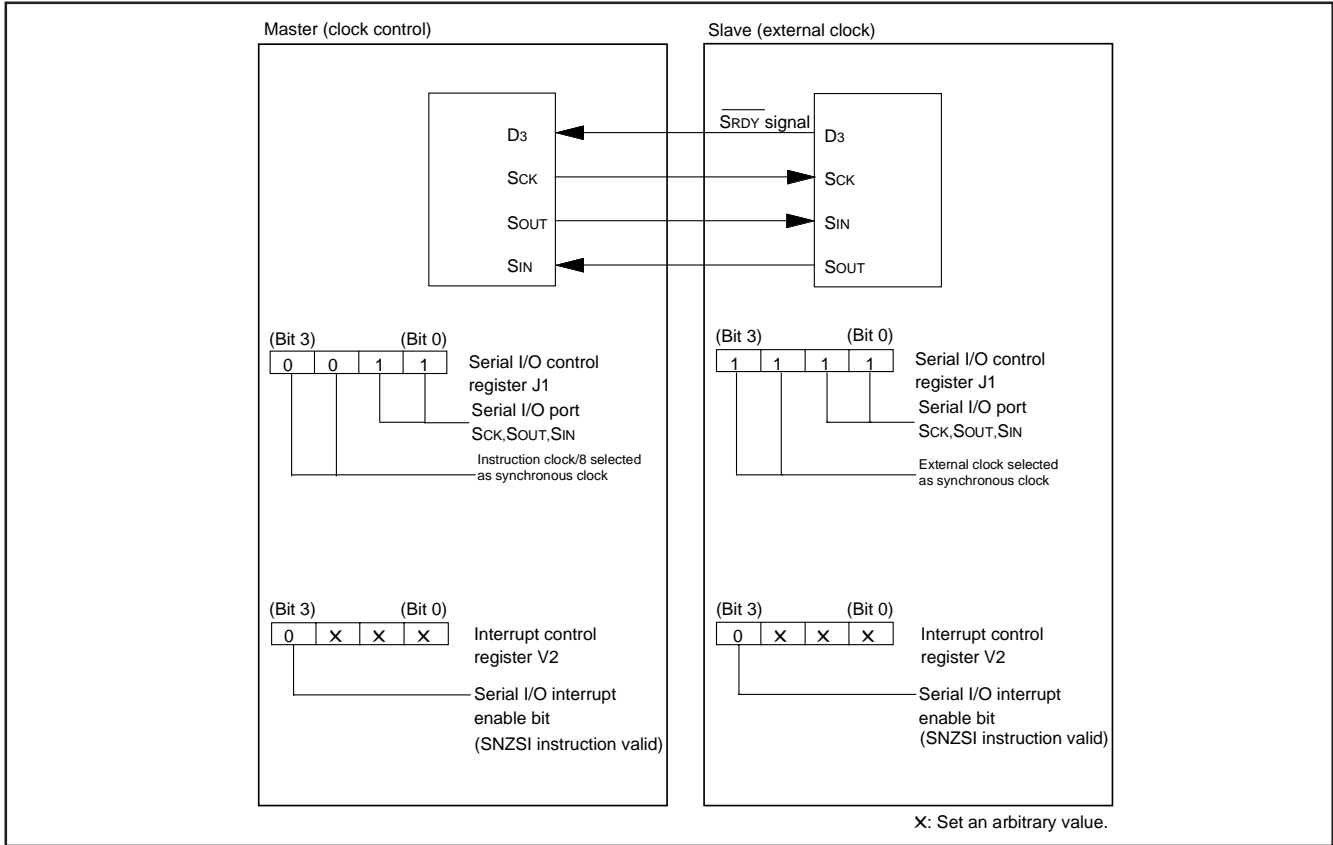 Master (clock control)
D3
SCK
SOUT
SIN
(Bit 3) (Bit 0)
0 0 1 1
Serial I/O control
register J1
Serial I/O port
SCK,SOUT,SIN
Instruction clock/8 selected
as synchronous clock
(Bit 3) (Bit 0)
0 × × ×
Interrupt control
register V2
Serial I/O interrupt
enable bit
(SNZSI instruction valid)
Slave (external clock)
S̅R̅D̅Y̅ signal
D3
SCK
SIN
SOUT
(Bit 3) (Bit 0)
1 1 1 1
Serial I/O control
register J1
Serial I/O port
SCK,SOUT,SIN
External clock selected
as synchronous clock
(Bit 3) (Bit 0)
0 × × ×
Interrupt control
register V2
Serial I/O interrupt
enable bit
(SNZSI instruction valid)
×: Set an arbitrary value.